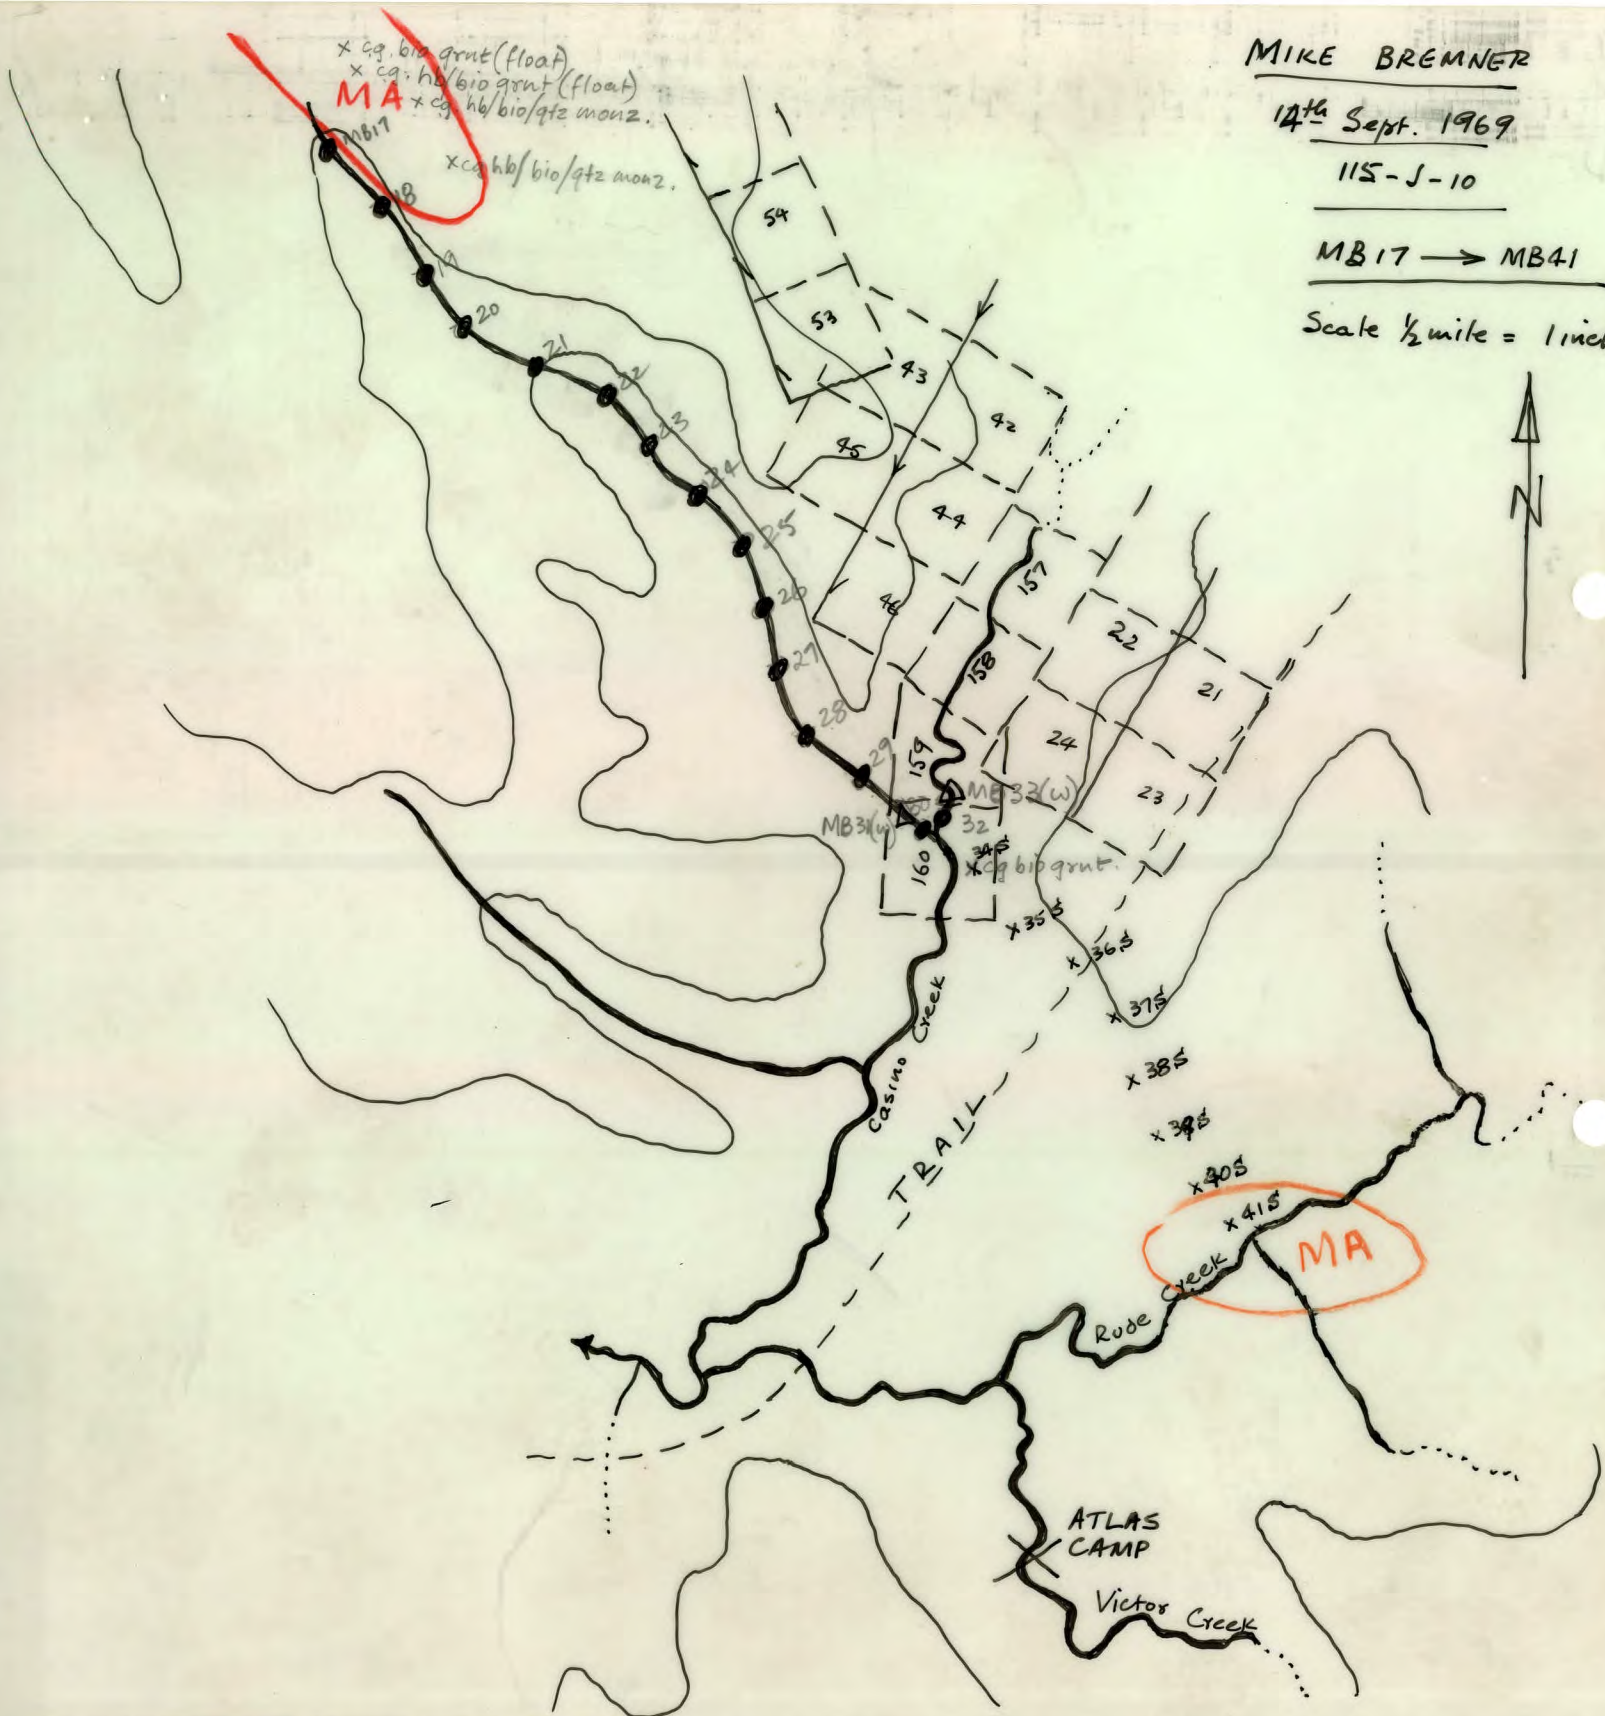 MIKE BREMNER
14th Sept. 1969
115-J-10
MB17 → MB41
Scale ½ mile = 1 inch
N
x cg. bio grnt (float)
x cg. hb/bio grnt (float)
MA
x cg hb/bio/qtz monz.
x cg hb/bio/qtz monz.
MB17
18
19
20
21
22
23
24
25
26
27
28
29
30
MB31(w)
32
MB33(w)
x 34S
x cg bio grnt.
x 35S
x 36S
x 37S
x 38S
x 39S
x 40S
x 41S
54
53
43
42
45
44
46
157
158
159
160
22
21
24
23
Casino Creek
TRAIL
MA
Rude Creek
ATLAS
CAMP
Victor Creek